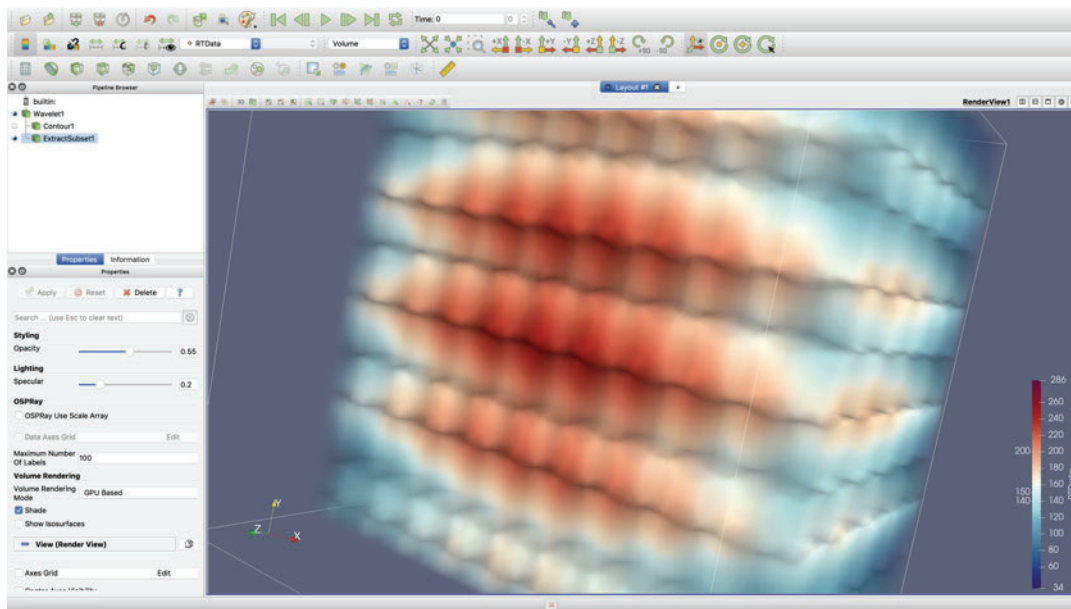 Time: 0
0
RTData
Volume
+X
-X
+Y
-Y
+Z
-Z
+90
-90
Pipeline Browser
Layout #1
+
builtin:
RenderView1
Wavelet1
Contour1
ExtractSubset1
Properties Information
Properties
Apply Reset Delete ?
Search ... (use Esc to clear text)
Styling
Opacity 0.55
Lighting
Specular 0.2
OSPRay
OSPRay Use Scale Array
Data Axes Grid Edit
Maximum Number
Of Labels 100
Volume Rendering
Volume Rendering
Mode GPU Based
Shade
Show Isosurfaces
View (Render View)
Axes Grid Edit
Y
Z
X
286
260
240
220
200 200
180
160
150
140 140
120
100
80
60
34